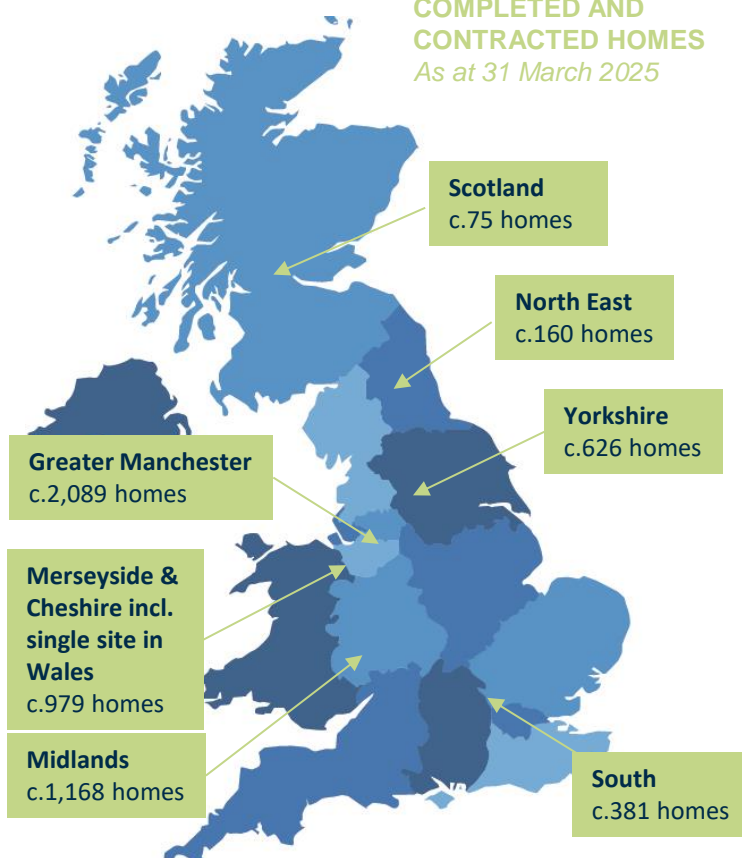 COMPLETED AND
CONTRACTED HOMES
As at 31 March 2025
Scotland
c.75 homes
North East
c.160 homes
Yorkshire
c.626 homes
Greater Manchester
c.2,089 homes
Merseyside &
Cheshire incl.
single site in
Wales
c.979 homes
Midlands
c.1,168 homes
South
c.381 homes